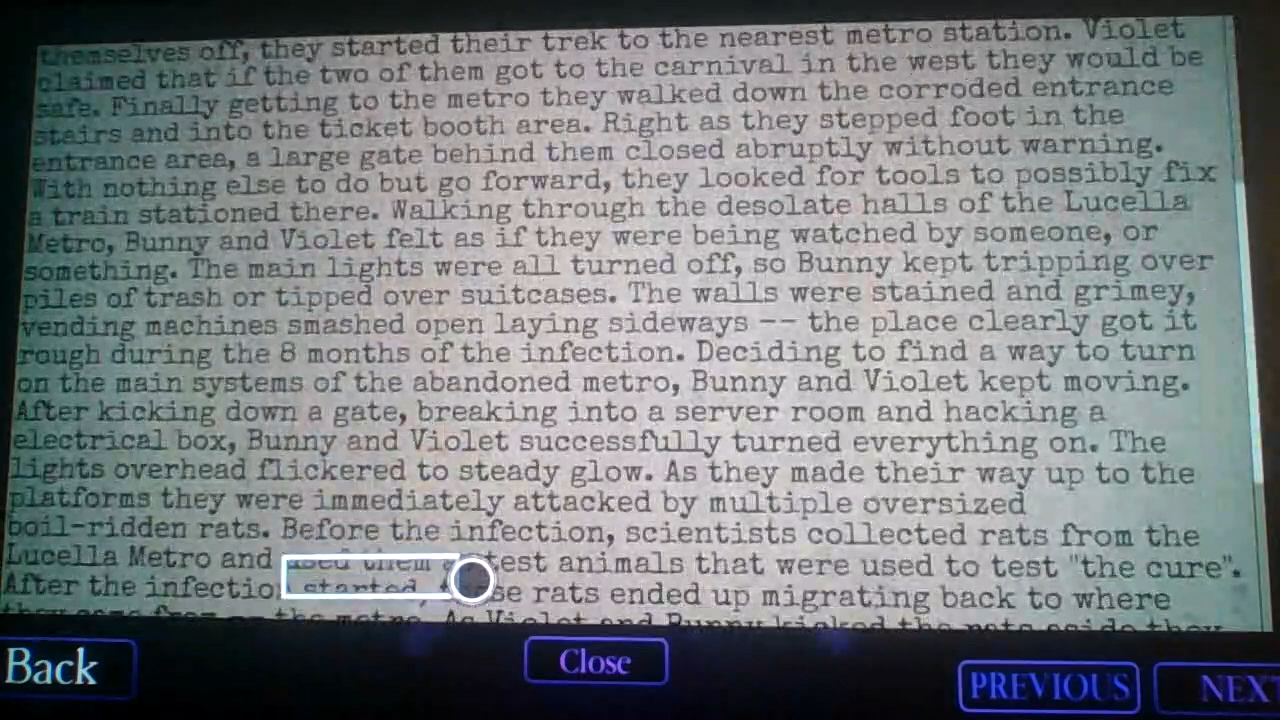 themselves off, they started their trek to the nearest metro station. Violet
claimed that if the two of them got to the carnival in the west they would be
safe. Finally getting to the metro they walked down the corroded entrance
stairs and into the ticket booth area. Right as they stepped foot in the
entrance area, a large gate behind them closed abruptly without warning.
With nothing else to do but go forward, they looked for tools to possibly fix
a train stationed there. Walking through the desolate halls of the Lucella
Metro, Bunny and Violet felt as if they were being watched by someone, or
something. The main lights were all turned off, so Bunny kept tripping over
piles of trash or tipped over suitcases. The walls were stained and grimey,
vending machines smashed open laying sideways -- the place clearly got it
rough during the 8 months of the infection. Deciding to find a way to turn
on the main systems of the abandoned metro, Bunny and Violet kept moving.
After kicking down a gate, breaking into a server room and hacking a
electrical box, Bunny and Violet successfully turned everything on. The
lights overhead flickered to steady glow. As they made their way up to the
platforms they were immediately attacked by multiple oversized
boil-ridden rats. Before the infection, scientists collected rats from the
Lucella Metro and used them test animals that were used to test "the cure".
After the infection started, rats ended up migrating back to where
they came from -- the metro. As Violet and Bunny kicked the rats aside they
Back
Close
PREVIOUS
NEXT